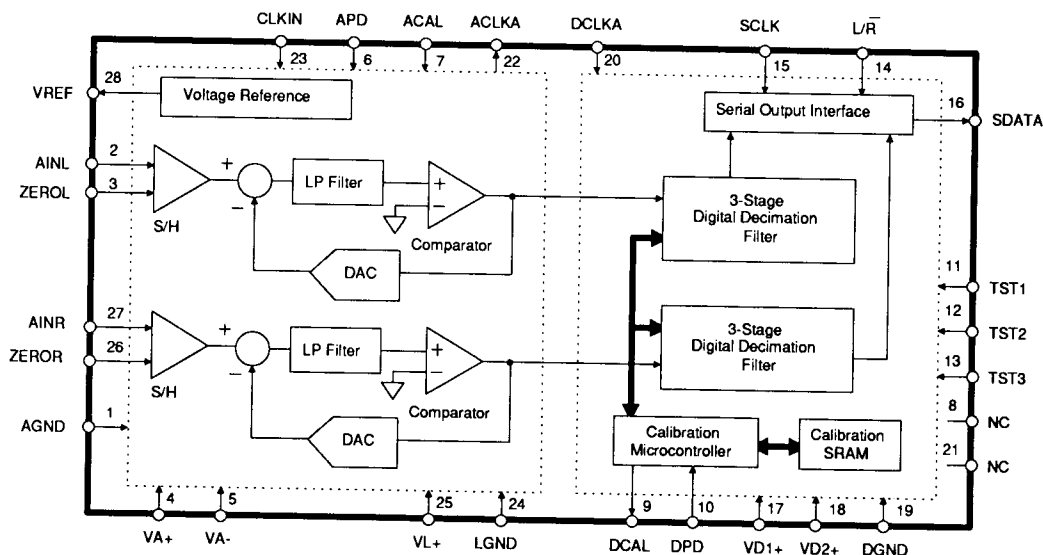 CLKIN APD ACAL ACLKA DCLKA SCLK L/R̅
23 6 7 22 20 15 14
28
VREF
Voltage Reference
Serial Output Interface
16
SDATA
AINL
2
ZEROL
3
S/H
+
−
LP Filter
+
−
Comparator
DAC
3-Stage
Digital Decimation
Filter
11
TST1
12
TST2
13
TST3
AINR
27
ZEROR
26
S/H
+
−
LP Filter
+
−
Comparator
DAC
3-Stage
Digital Decimation
Filter
AGND
1
8
NC
21
NC
Calibration
Microcontroller
Calibration
SRAM
4 5 25 24 9 10 17 18 19
VA+ VA- VL+ LGND DCAL DPD VD1+ VD2+ DGND